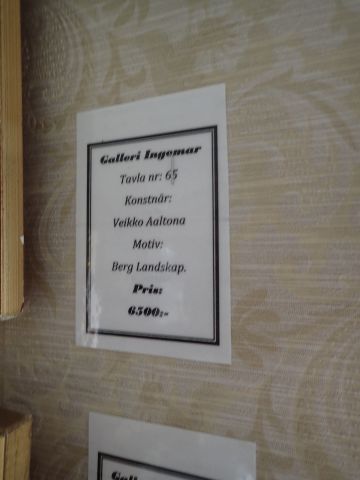 Galleri Ingemar
Tavla nr: 65
Konstnär:
Veikko Aaltona
Motiv:
Berg Landskap.
Pris:
6500:-